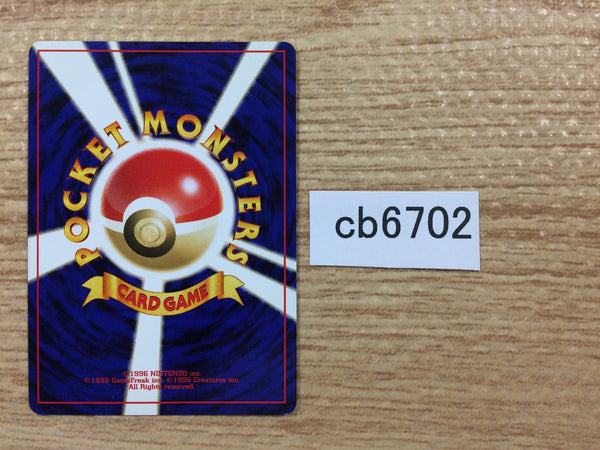 POCKET MONSTERS
CARD GAME
©1996 NINTENDO inc.
©1996 GameFreak inc. ©1996 Creatures inc.
All Rights reserved.
cb6702